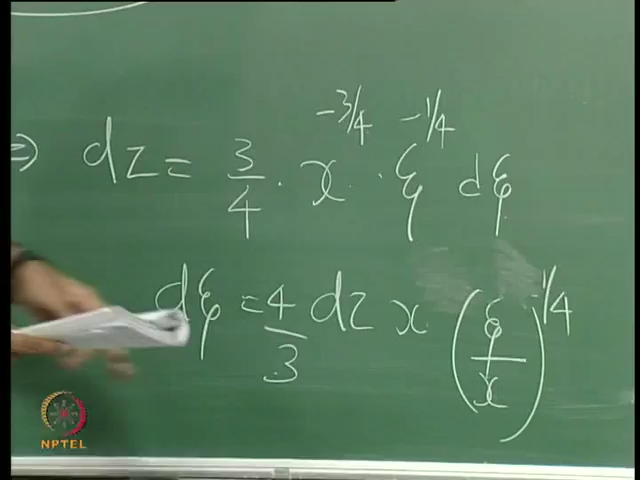 ⇒) dz = 3/4 · x^(-3/4) · ξ^(-1/4) dξ
dξ = 4/3 dz x (ξ/x)^(1/4)
NPTEL